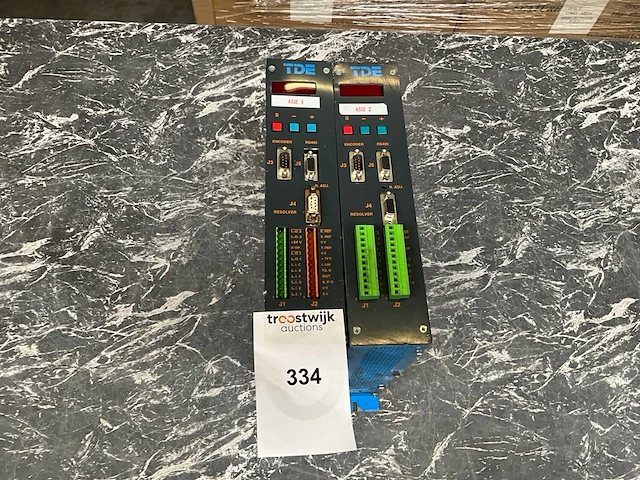 TDE
ASSE X
S - +
ENCODER RS485
J3 J5
R. ADJ.
J4
RESOLVER
J1 J2
TDE
ASSE Z
S - +
ENCODER RS485
J3 J5
R. ADJ.
J4
RESOLVER
J1 J2
troostwijk
auctions
334